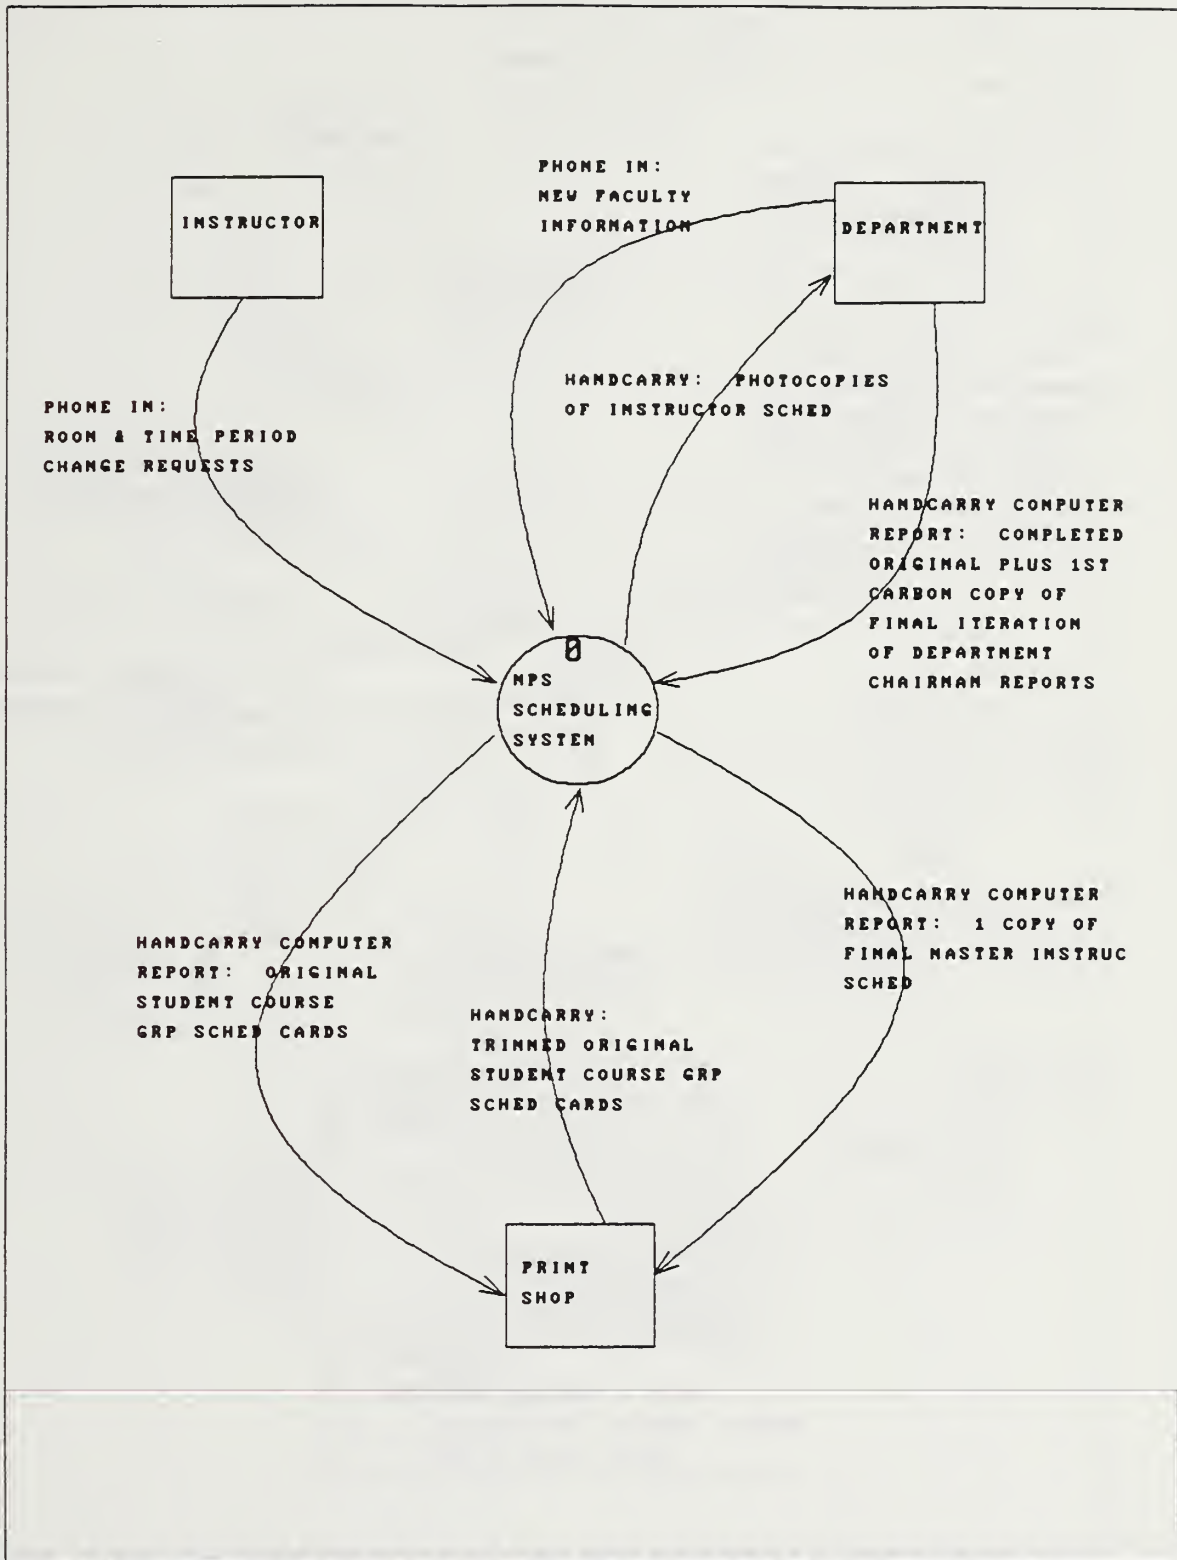 PHONE IN:
NEW FACULTY
INFORMATION
INSTRUCTOR
DEPARTMENT
HANDCARRY: PHOTOCOPIES
OF INSTRUCTOR SCHED
PHONE IN:
ROOM & TIME PERIOD
CHANGE REQUESTS
HANDCARRY COMPUTER
REPORT: COMPLETED
ORIGINAL PLUS 1ST
CARBON COPY OF
FINAL ITERATION
OF DEPARTMENT
CHAIRMAN REPORTS
0
NPS
SCHEDULING
SYSTEM
HANDCARRY COMPUTER
REPORT: 1 COPY OF
FINAL MASTER INSTRUC
SCHED
HANDCARRY COMPUTER
REPORT: ORIGINAL
STUDENT COURSE
GRP SCHED CARDS
HANDCARRY:
TRIMMED ORIGINAL
STUDENT COURSE GRP
SCHED CARDS
PRINT
SHOP